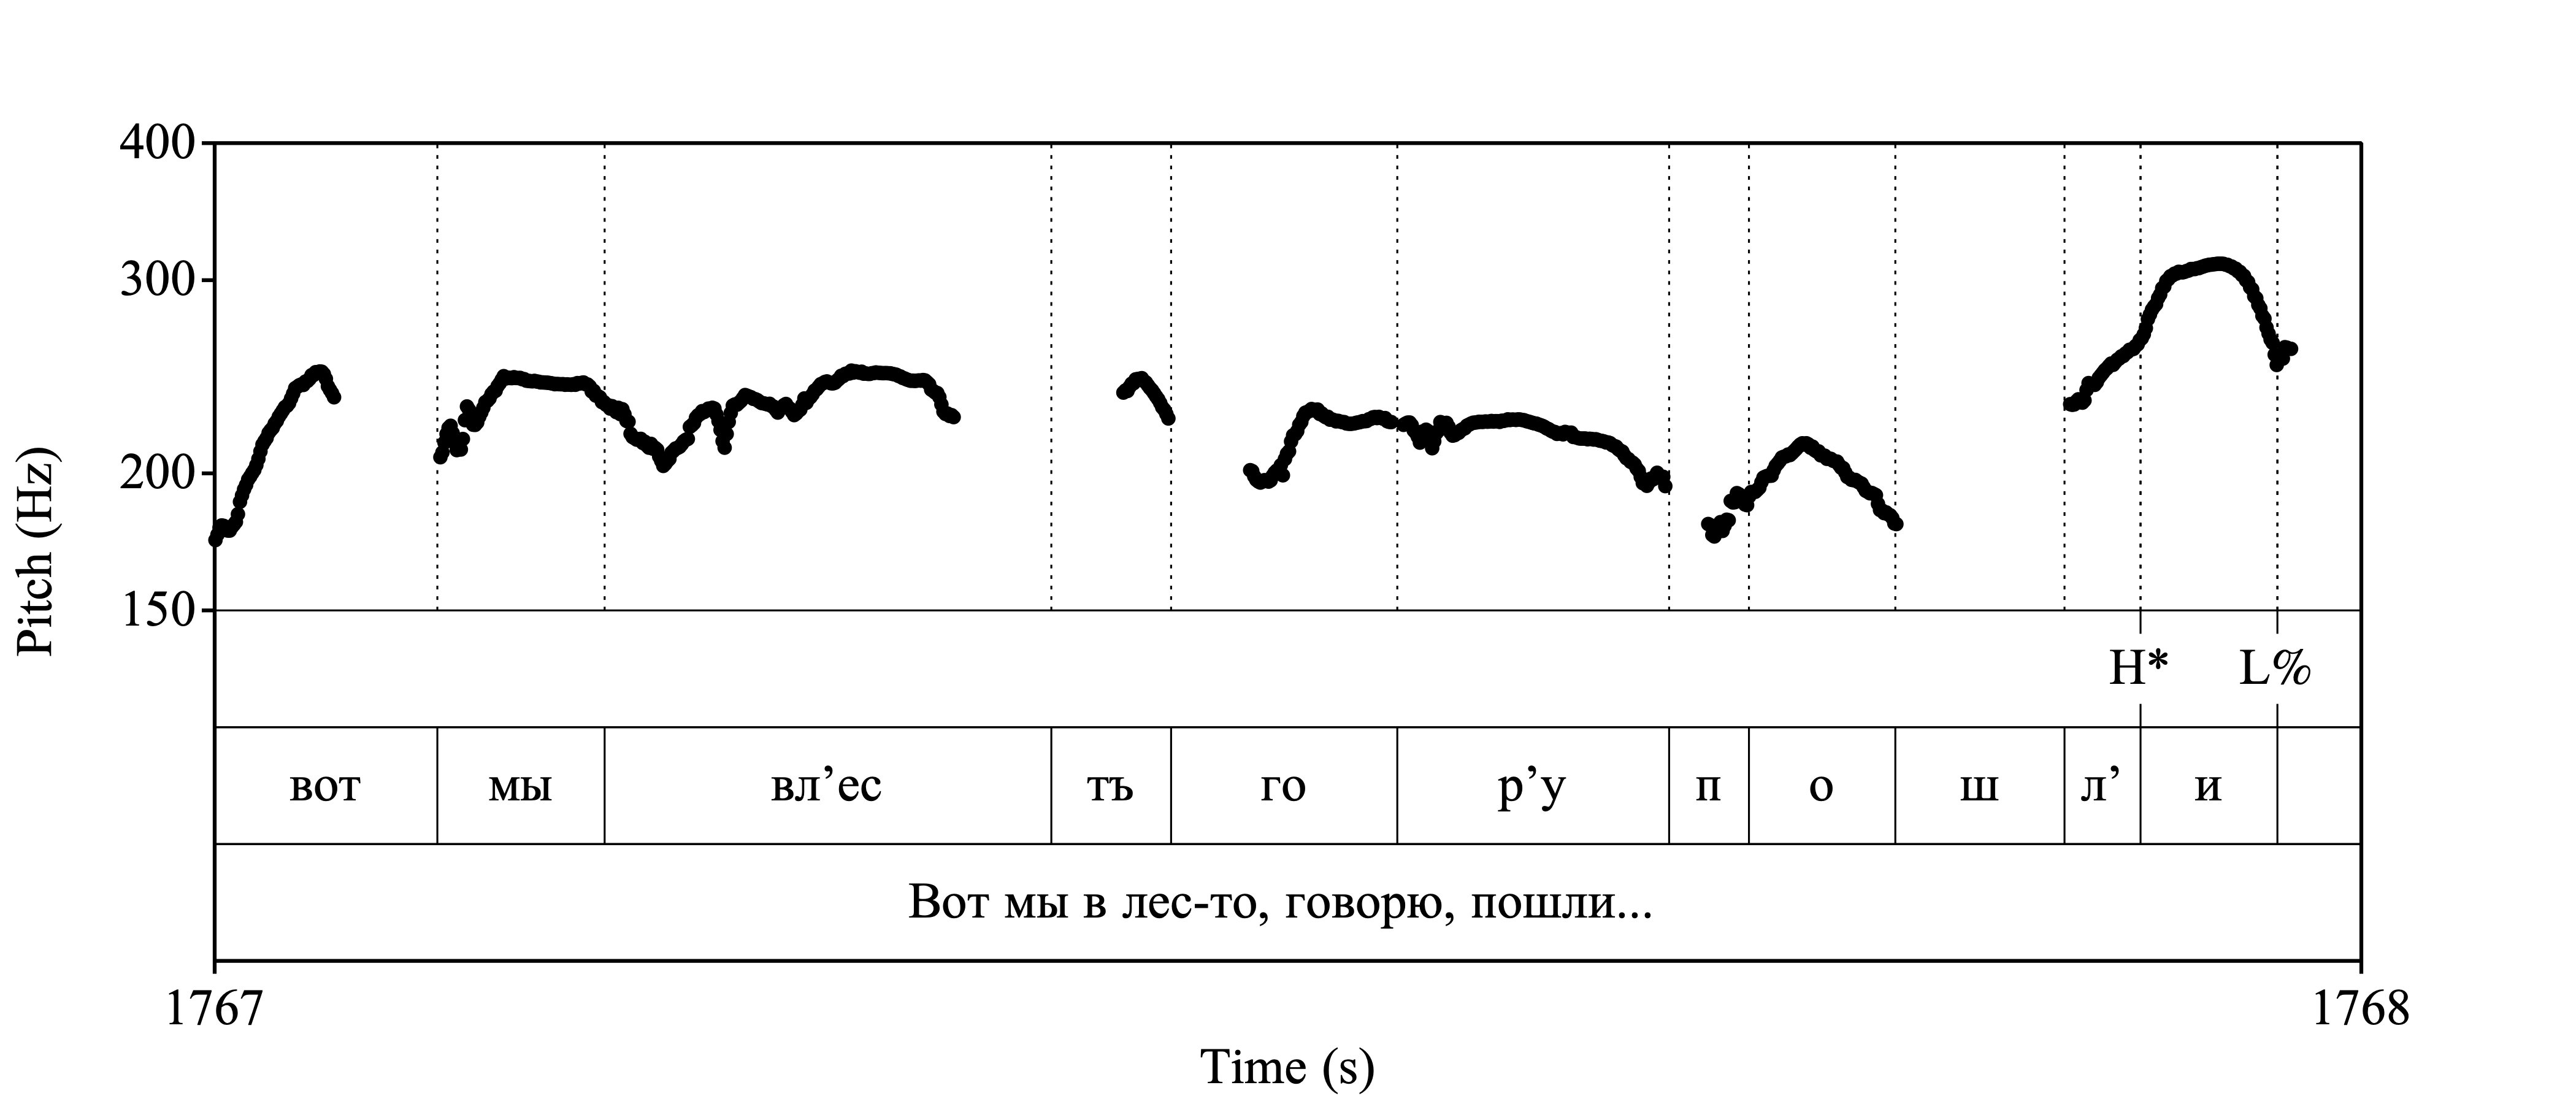 400
300
200
150
Pitch (Hz)
H* L%
вот мы вл’ес тъ го р’у п о ш л’ и
Вот мы в лес-то, говорю, пошли...
1767 1768
Time (s)